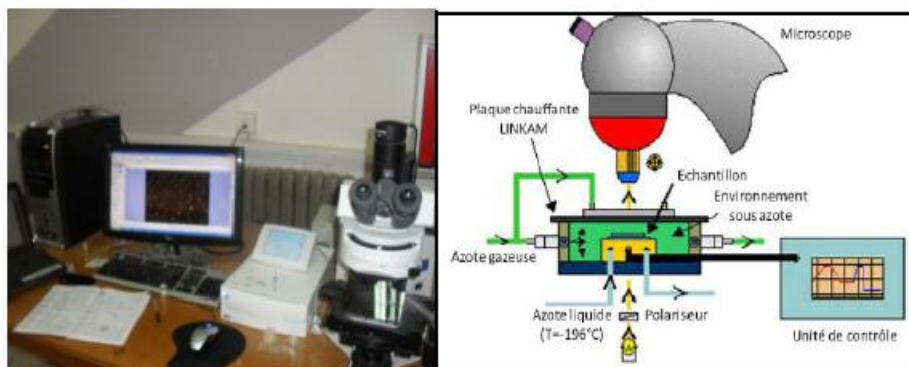 Microscope
Plaque chauffante
LINKAM
Echantillon
Environnement
sous azote
Azote gazeuse
Azote liquide
(T=-196°C)
Polariseur
Unité de contrôle